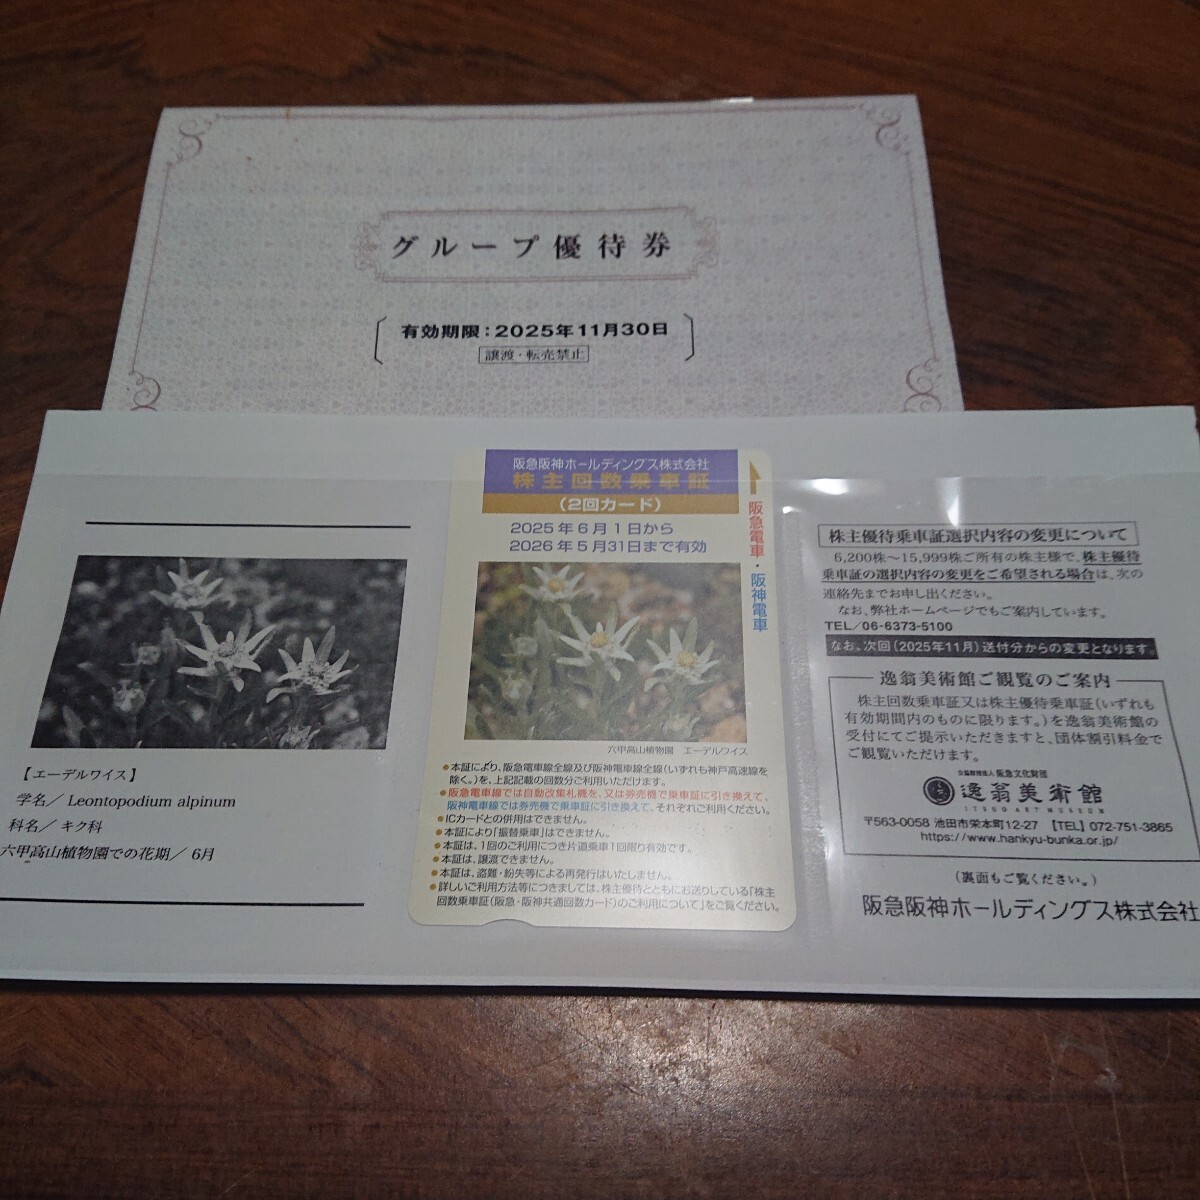 グループ優待券
有効期限：2025年11月30日
譲渡・転売禁止
【エーデルワイス】
学名／ Leontopodium alpinum
科名／ キク科
六甲高山植物園での花期／ 6月
阪急阪神ホールディングス株式会社
株主回数乗車証
（2回カード）
2025年6月1日から
2026年5月31日まで有効
阪急電車・阪神電車
六甲高山植物園　エーデルワイス
●本証により、阪急電車線全線及び阪神電車線全線（いずれも神戸高速線を
除く。）を、上記記載の回数分ご利用いただけます。
●阪急電車線では自動改集札機を、又は券売機で乗車証に引き換えて、
阪神電車線では券売機で乗車証に引き換えて、それぞれご利用ください。
●ICカードとの併用はできません。
●本証により「振替乗車」はできません。
●本証は、1回のご利用につき片道乗車1回限り有効です。
●本証は、譲渡できません。
●本証は、盗難・紛失等による再発行はいたしません。
●詳しいご利用方法等につきましては、株主優待とともにお送りしている「株主
回数乗車証（阪急・阪神共通回数カード）のご利用について」をご覧ください。
株主優待乗車証選択内容の変更について
6,200株～15,999株ご所有の株主様で、株主優待
乗車証の選択内容の変更をご希望される場合は、次の
連絡先までお申し出ください。
なお、弊社ホームページでもご案内しています。
TEL／06-6373-5100
なお、次回（2025年11月）送付分からの変更となります。
逸翁美術館ご観覧のご案内
株主回数乗車証又は株主優待乗車証（いずれも
有効期間内のものに限ります。）を逸翁美術館の
受付にてご提示いただきますと、団体割引料金で
ご観覧いただけます。
公益財団法人 阪急文化財団
逸翁美術館
ITSUO ART MUSEUM
〒563-0058 池田市栄本町12-27 【TEL】072-751-3865
https://www.hankyu-bunka.or.jp/
（裏面もご覧ください。）
阪急阪神ホールディングス株式会社